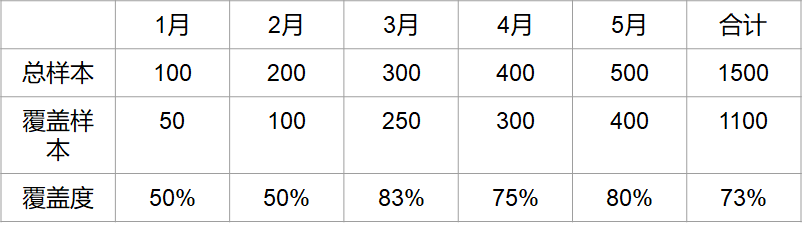 1月 2月 3月 4月 5月 合计
总样本 100 200 300 400 500 1500
覆盖样 50 100 250 300 400 1100
本
覆盖度 50% 50% 83% 75% 80% 73%